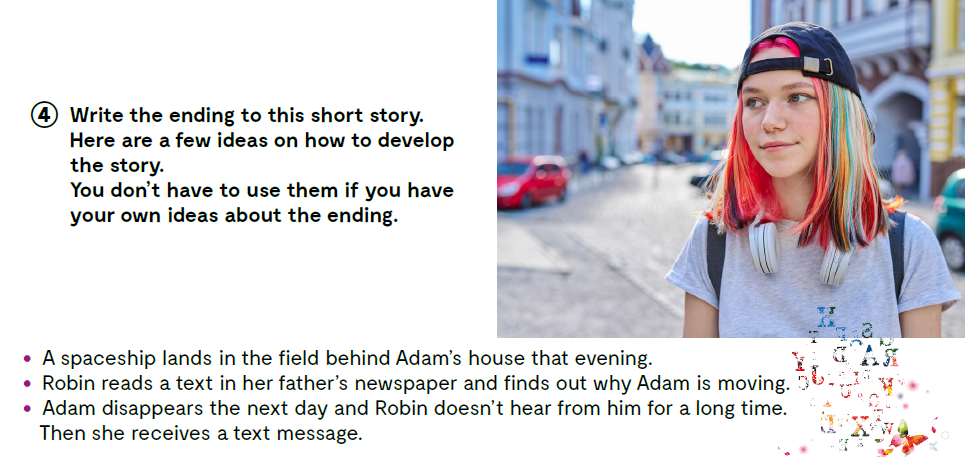 4 Write the ending to this short story.
Here are a few ideas on how to develop
the story.
You don't have to use them if you have
your own ideas about the ending.
• A spaceship lands in the field behind Adam's house that evening.
• Robin reads a text in her father's newspaper and finds out why Adam is moving.
• Adam disappears the next day and Robin doesn't hear from him for a long time.
Then she receives a text message.